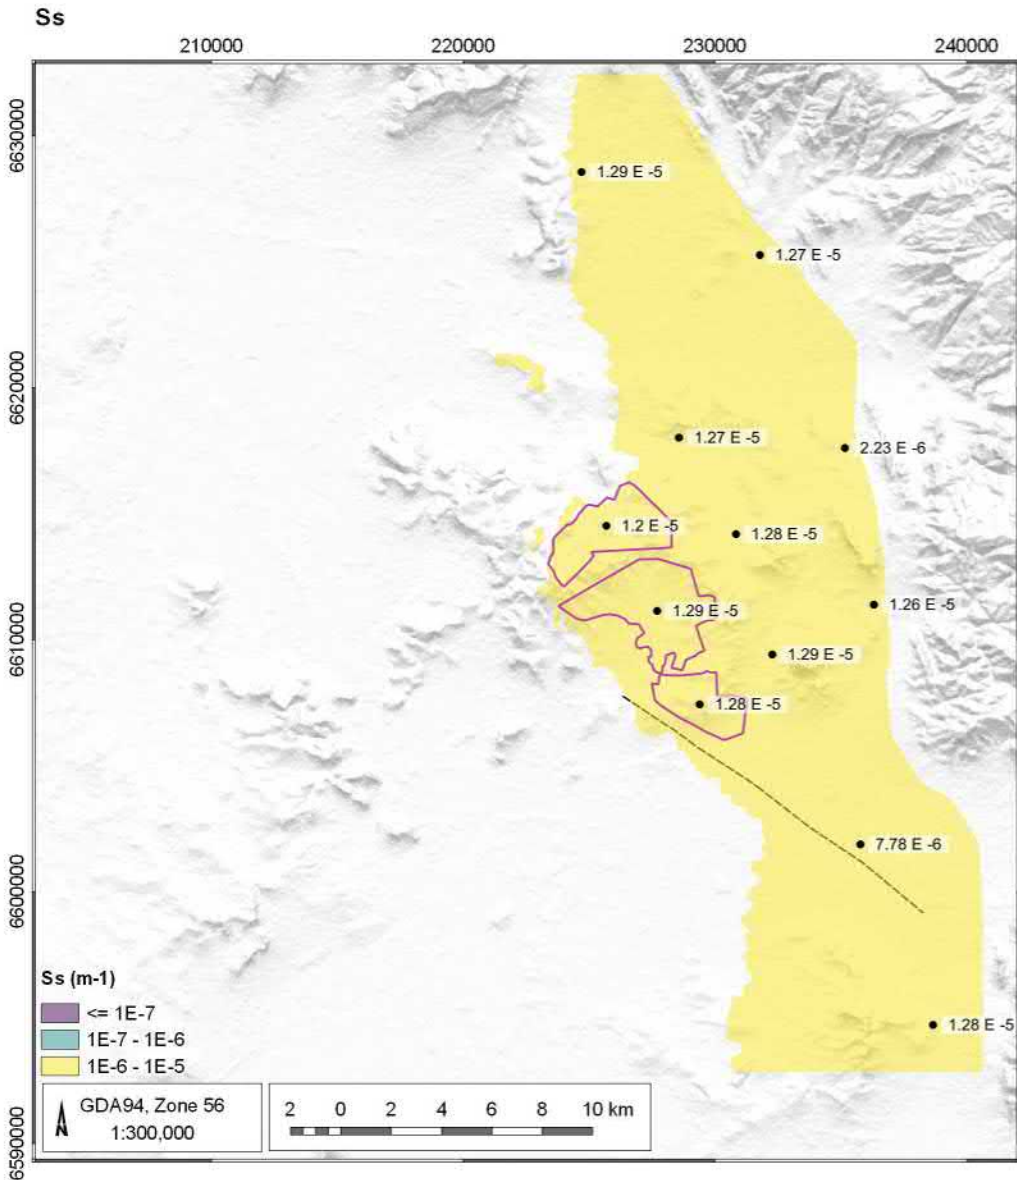 Ss
210000 220000 230000 240000
6630000
1.29 E -5
1.27 E -5
6620000
1.27 E -5
2.23 E -6
1.2 E -5
1.28 E -5
1.29 E -5
1.26 E -5
6610000
1.29 E -5
1.28 E -5
7.78 E -6
6600000
1.28 E -5
Ss (m-1)
<= 1E-7
1E-7 - 1E-6
1E-6 - 1E-5
GDA94, Zone 56
1:300,000
N
2 0 2 4 6 8 10 km
6590000